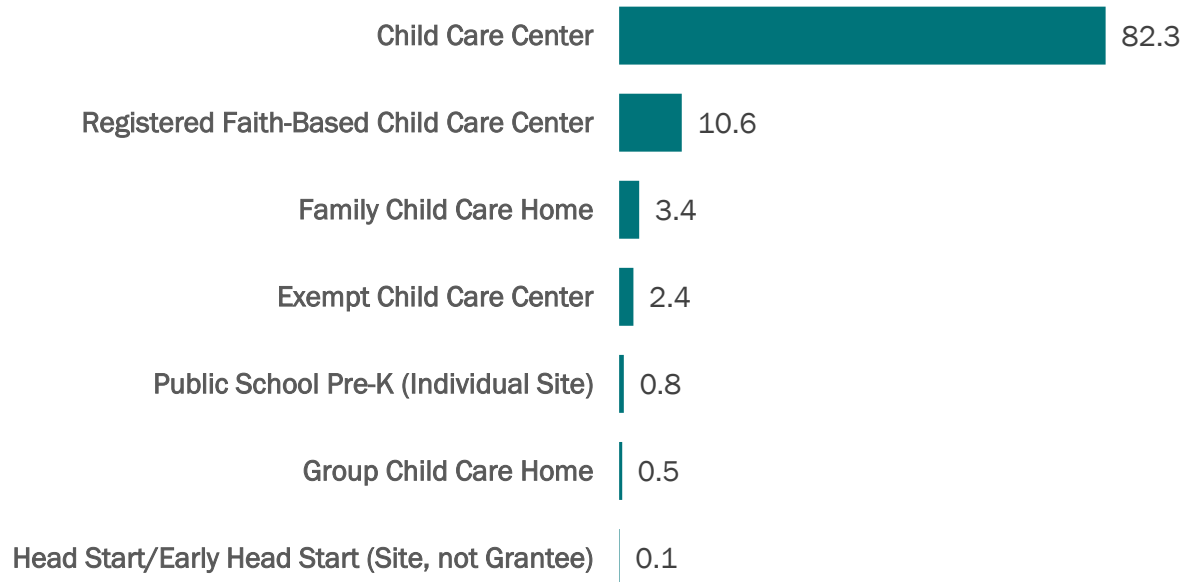 Child Care Center 82.3
Registered Faith-Based Child Care Center 10.6
Family Child Care Home 3.4
Exempt Child Care Center 2.4
Public School Pre-K (Individual Site) 0.8
Group Child Care Home 0.5
Head Start/Early Head Start (Site, not Grantee) 0.1